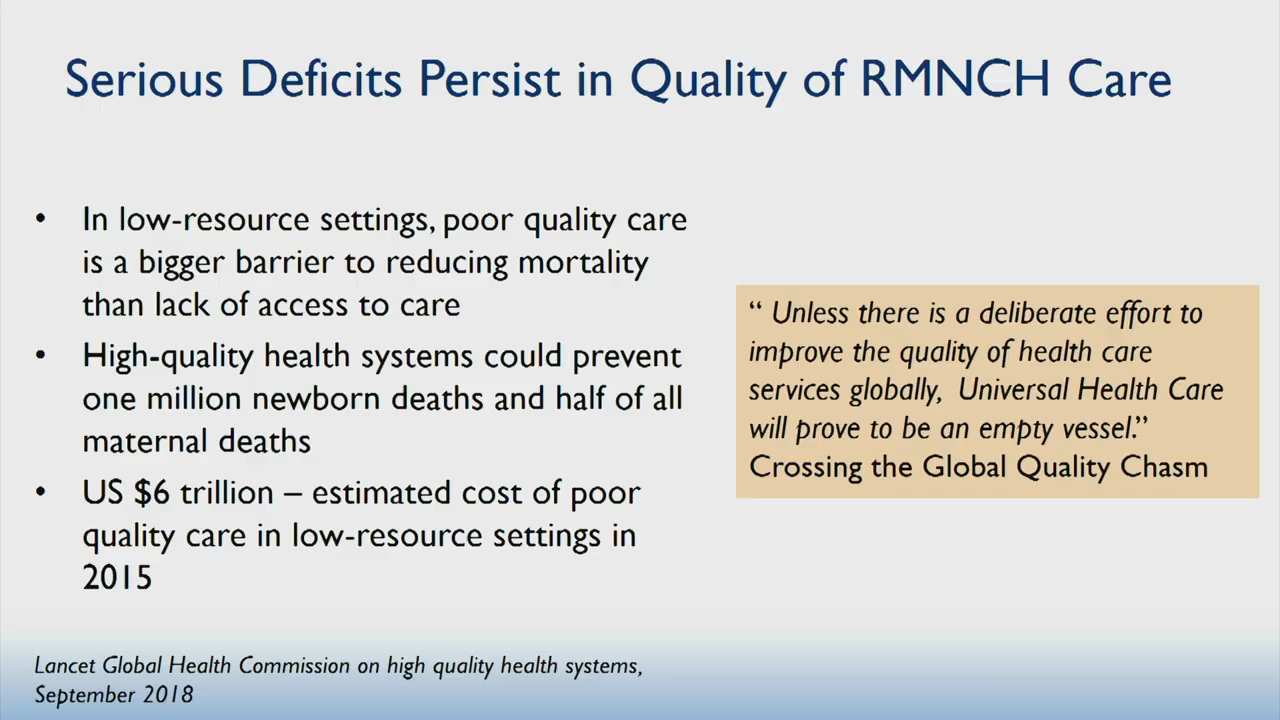 Serious Deficits Persist in Quality of RMNCH Care
• In low-resource settings, poor quality care
is a bigger barrier to reducing mortality
than lack of access to care
• High-quality health systems could prevent
one million newborn deaths and half of all
maternal deaths
• US $6 trillion – estimated cost of poor
quality care in low-resource settings in
2015
“ Unless there is a deliberate effort to
improve the quality of health care
services globally, Universal Health Care
will prove to be an empty vessel.”
Crossing the Global Quality Chasm
Lancet Global Health Commission on high quality health systems,
September 2018